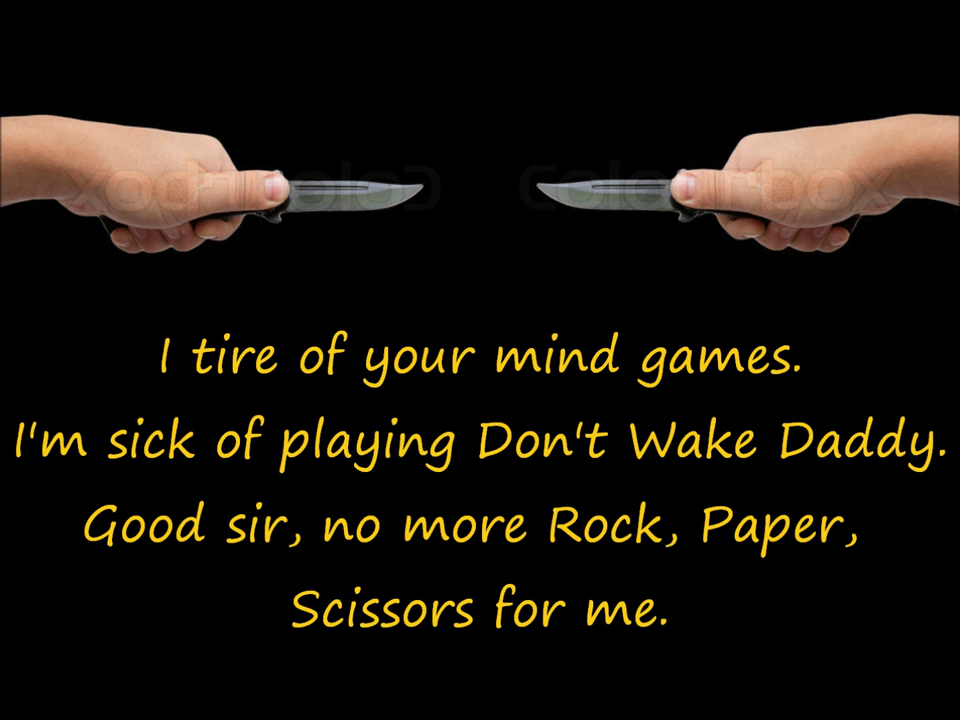 I tire of your mind games.
I'm sick of playing Don't Wake Daddy.
Good sir, no more Rock, Paper,
Scissors for me.